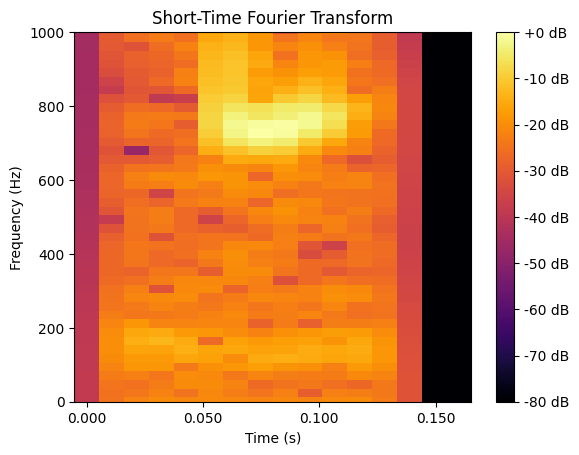 Short-Time Fourier Transform
1000
800
600
400
200
0
Frequency (Hz)
0.000
0.050
0.100
0.150
Time (s)
+0 dB
-10 dB
-20 dB
-30 dB
-40 dB
-50 dB
-60 dB
-70 dB
-80 dB